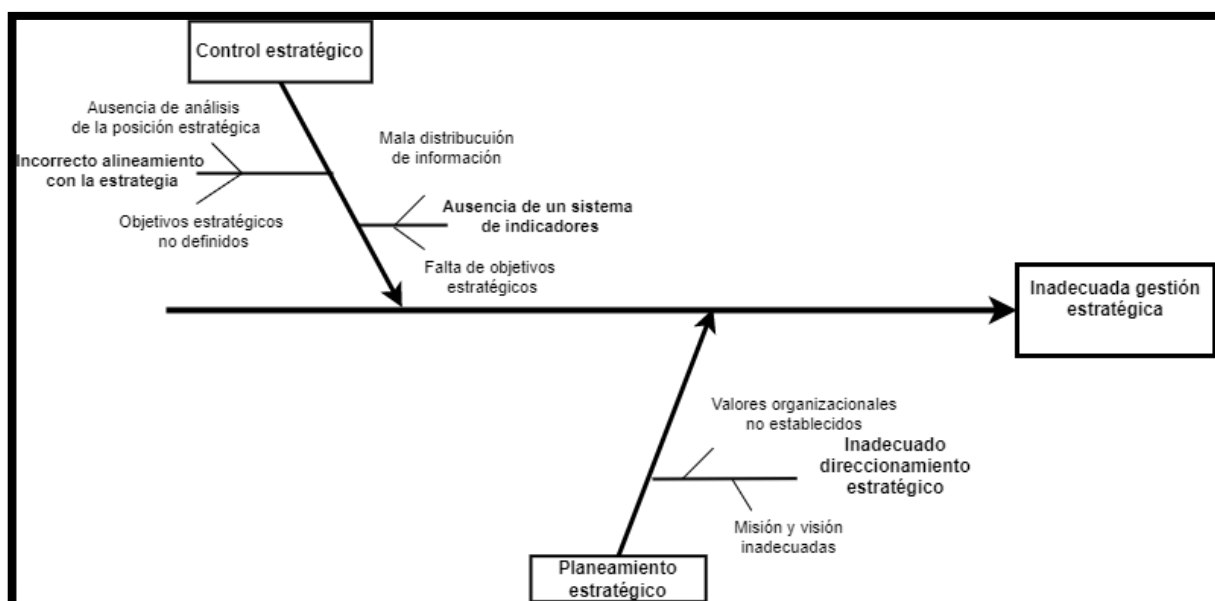 Control estratégico
Ausencia de análisis
de la posición estratégica
Incorrecto alineamiento
con la estrategia
Objetivos estratégicos
no definidos
Mala distribucuión
de información
Ausencia de un sistema
de indicadores
Falta de objetivos
estratégicos
Inadecuada gestión
estratégica
Valores organizacionales
no establecidos
Inadecuado
direccionamiento
estratégico
Misión y visión
inadecuadas
Planeamiento
estratégico